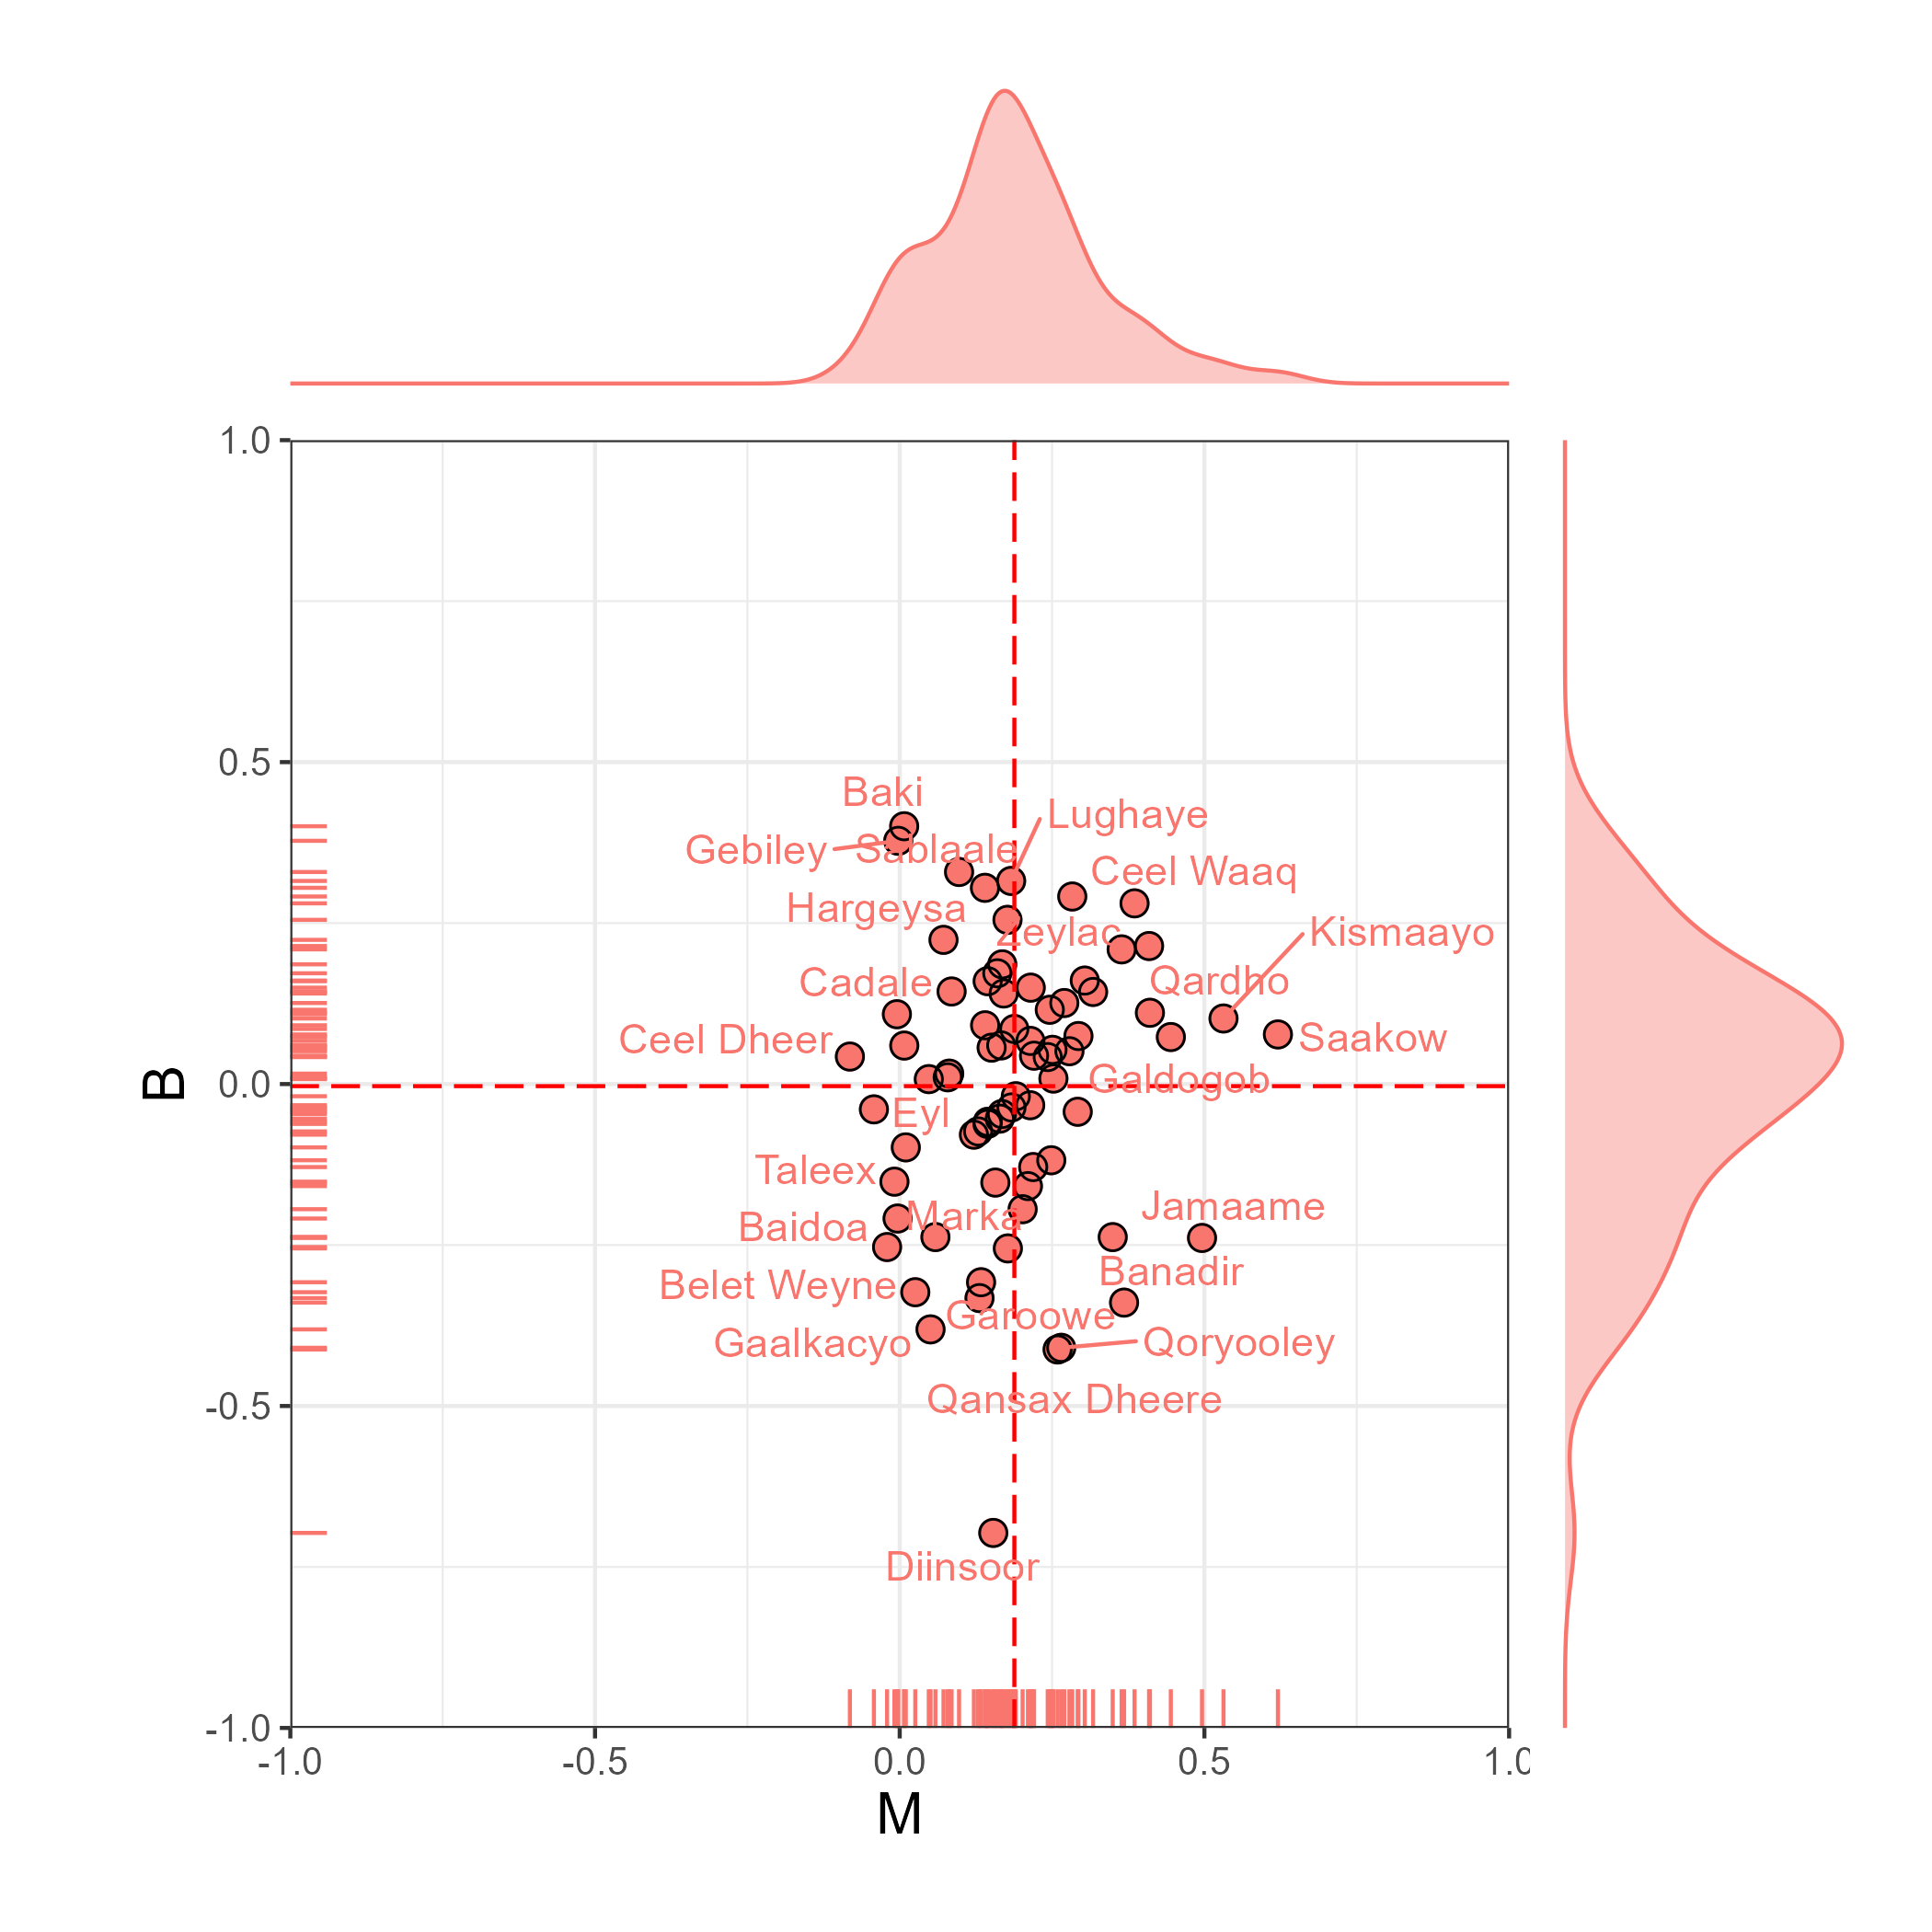 1.0
0.5
0.0
-0.5
-1.0
B
Baki
Lughaye
Gebiley
Sablaale
Ceel Waaq
Hargeysa
Zeylac
Kismaayo
Cadale
Qardho
Ceel Dheer
Saakow
Galdogob
Eyl
Taleex
Marka
Jamaame
Baidoa
Banadir
Belet Weyne
Garoowe
Gaalkacyo
Qoryooley
Qansax Dheere
Diinsoor
-1.0 -0.5 0.0 0.5 1.0
M